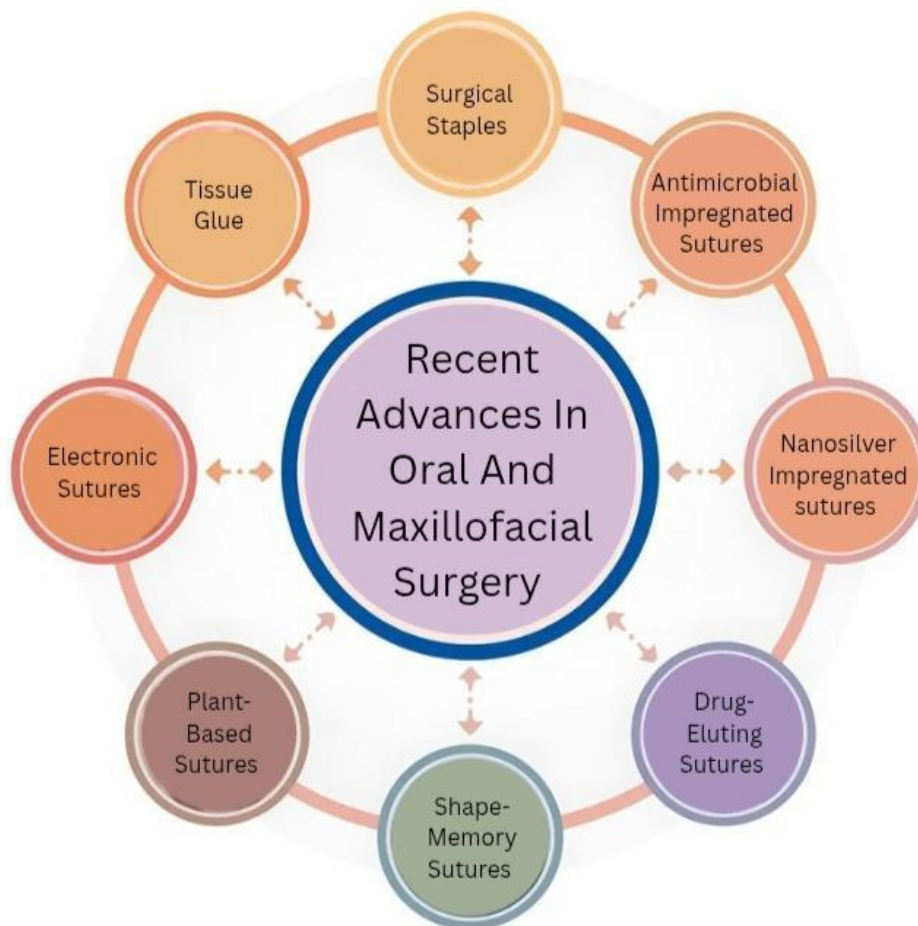 Surgical
Staples
Antimicrobial
Impregnated
Sutures
Nanosilver
Impregnated
sutures
Drug-
Eluting
Sutures
Shape-
Memory
Sutures
Plant-
Based
Sutures
Electronic
Sutures
Tissue
Glue
Recent
Advances In
Oral And
Maxillofacial
Surgery